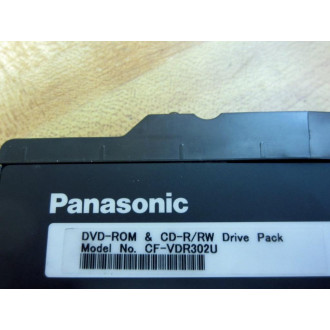 Panasonic
DVD-ROM & CD-R/RW Drive Pack
Model No. CF-VDR302U